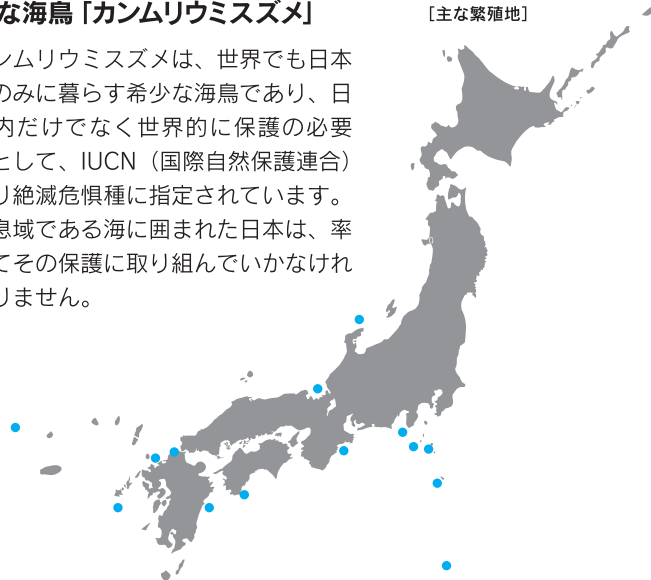 な海鳥「カンムリウミスズメ」
[主な繁殖地]
ンムリウミスズメは、世界でも日本
のみに暮らす希少な海鳥であり、日
内だけでなく世界的に保護の必要
として、IUCN（国際自然保護連合）
り絶滅危惧種に指定されています。
息域である海に囲まれた日本は、率
てその保護に取り組んでいかなけれ
りません。